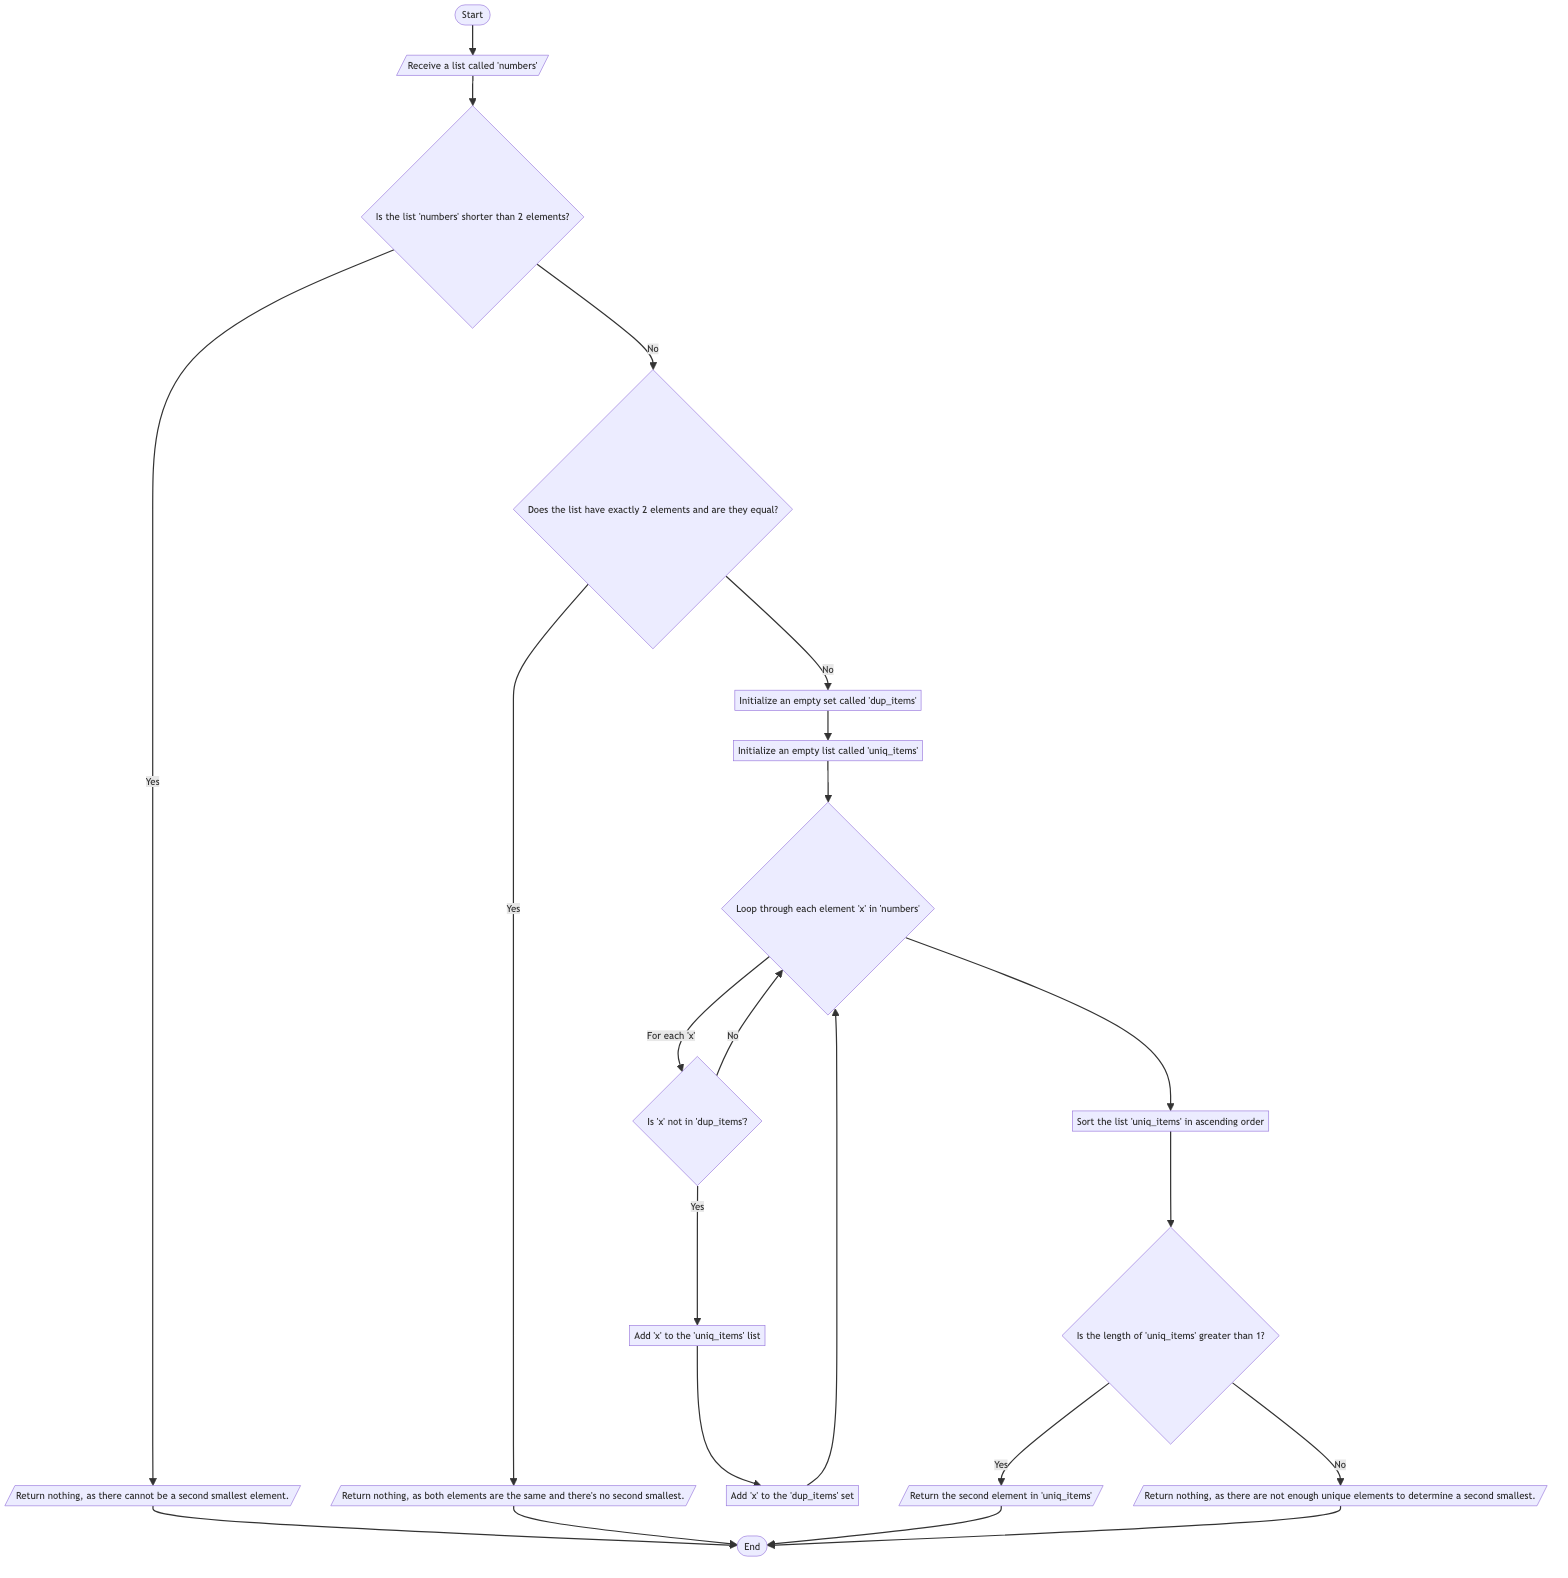 Start
Receive a list called 'numbers'
Is the list 'numbers' shorter than 2 elements?
No
Does the list have exactly 2 elements and are they equal?
No
Initialize an empty set called 'dup_items'
Initialize an empty list called 'uniq_items'
Yes
Yes
Loop through each element 'x' in 'numbers'
For each 'x'
No
Is 'x' not in 'dup_items'?
Sort the list 'uniq_items' in ascending order
Yes
Add 'x' to the 'uniq_items' list
Is the length of 'uniq_items' greater than 1?
Yes
No
Return nothing, as there cannot be a second smallest element.
Return nothing, as both elements are the same and there's no second smallest.
Add 'x' to the 'dup_items' set
Return the second element in 'uniq_items'
Return nothing, as there are not enough unique elements to determine a second smallest.
End